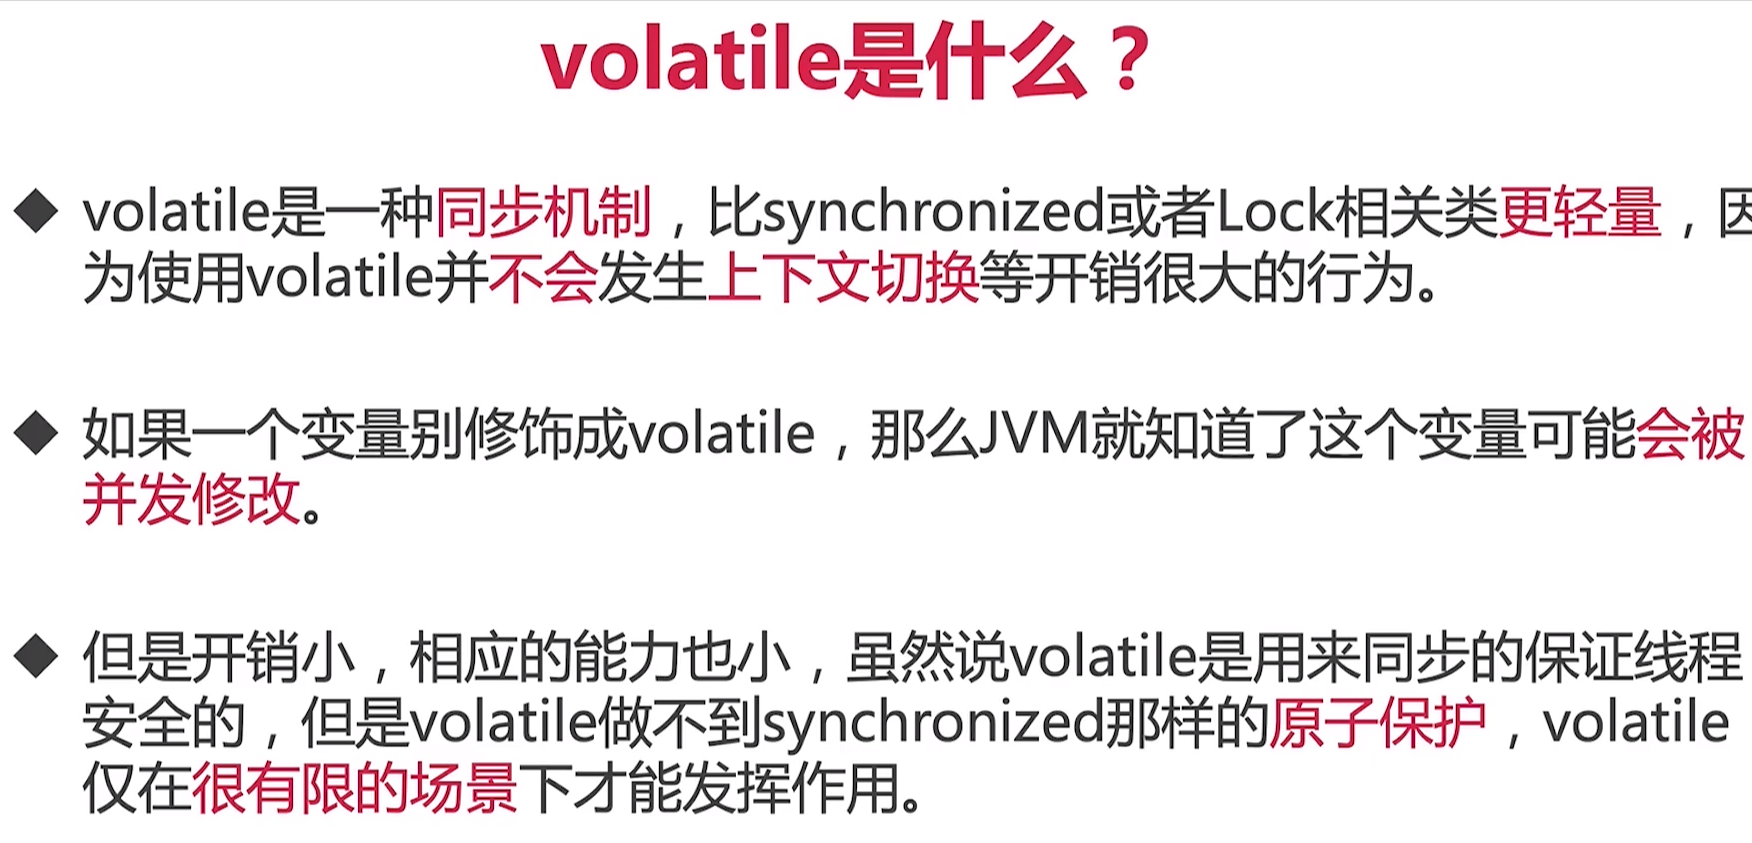 volatile是什么？
◆ volatile是一种同步机制，比synchronized或者Lock相关类更轻量，因
为使用volatile并不会发生上下文切换等开销很大的行为。
◆ 如果一个变量别修饰成volatile，那么JVM就知道了这个变量可能会被
并发修改。
◆ 但是开销小，相应的能力也小，虽然说volatile是用来同步的保证线程
安全的，但是volatile做不到synchronized那样的原子保护，volatile
仅在很有限的场景下才能发挥作用。